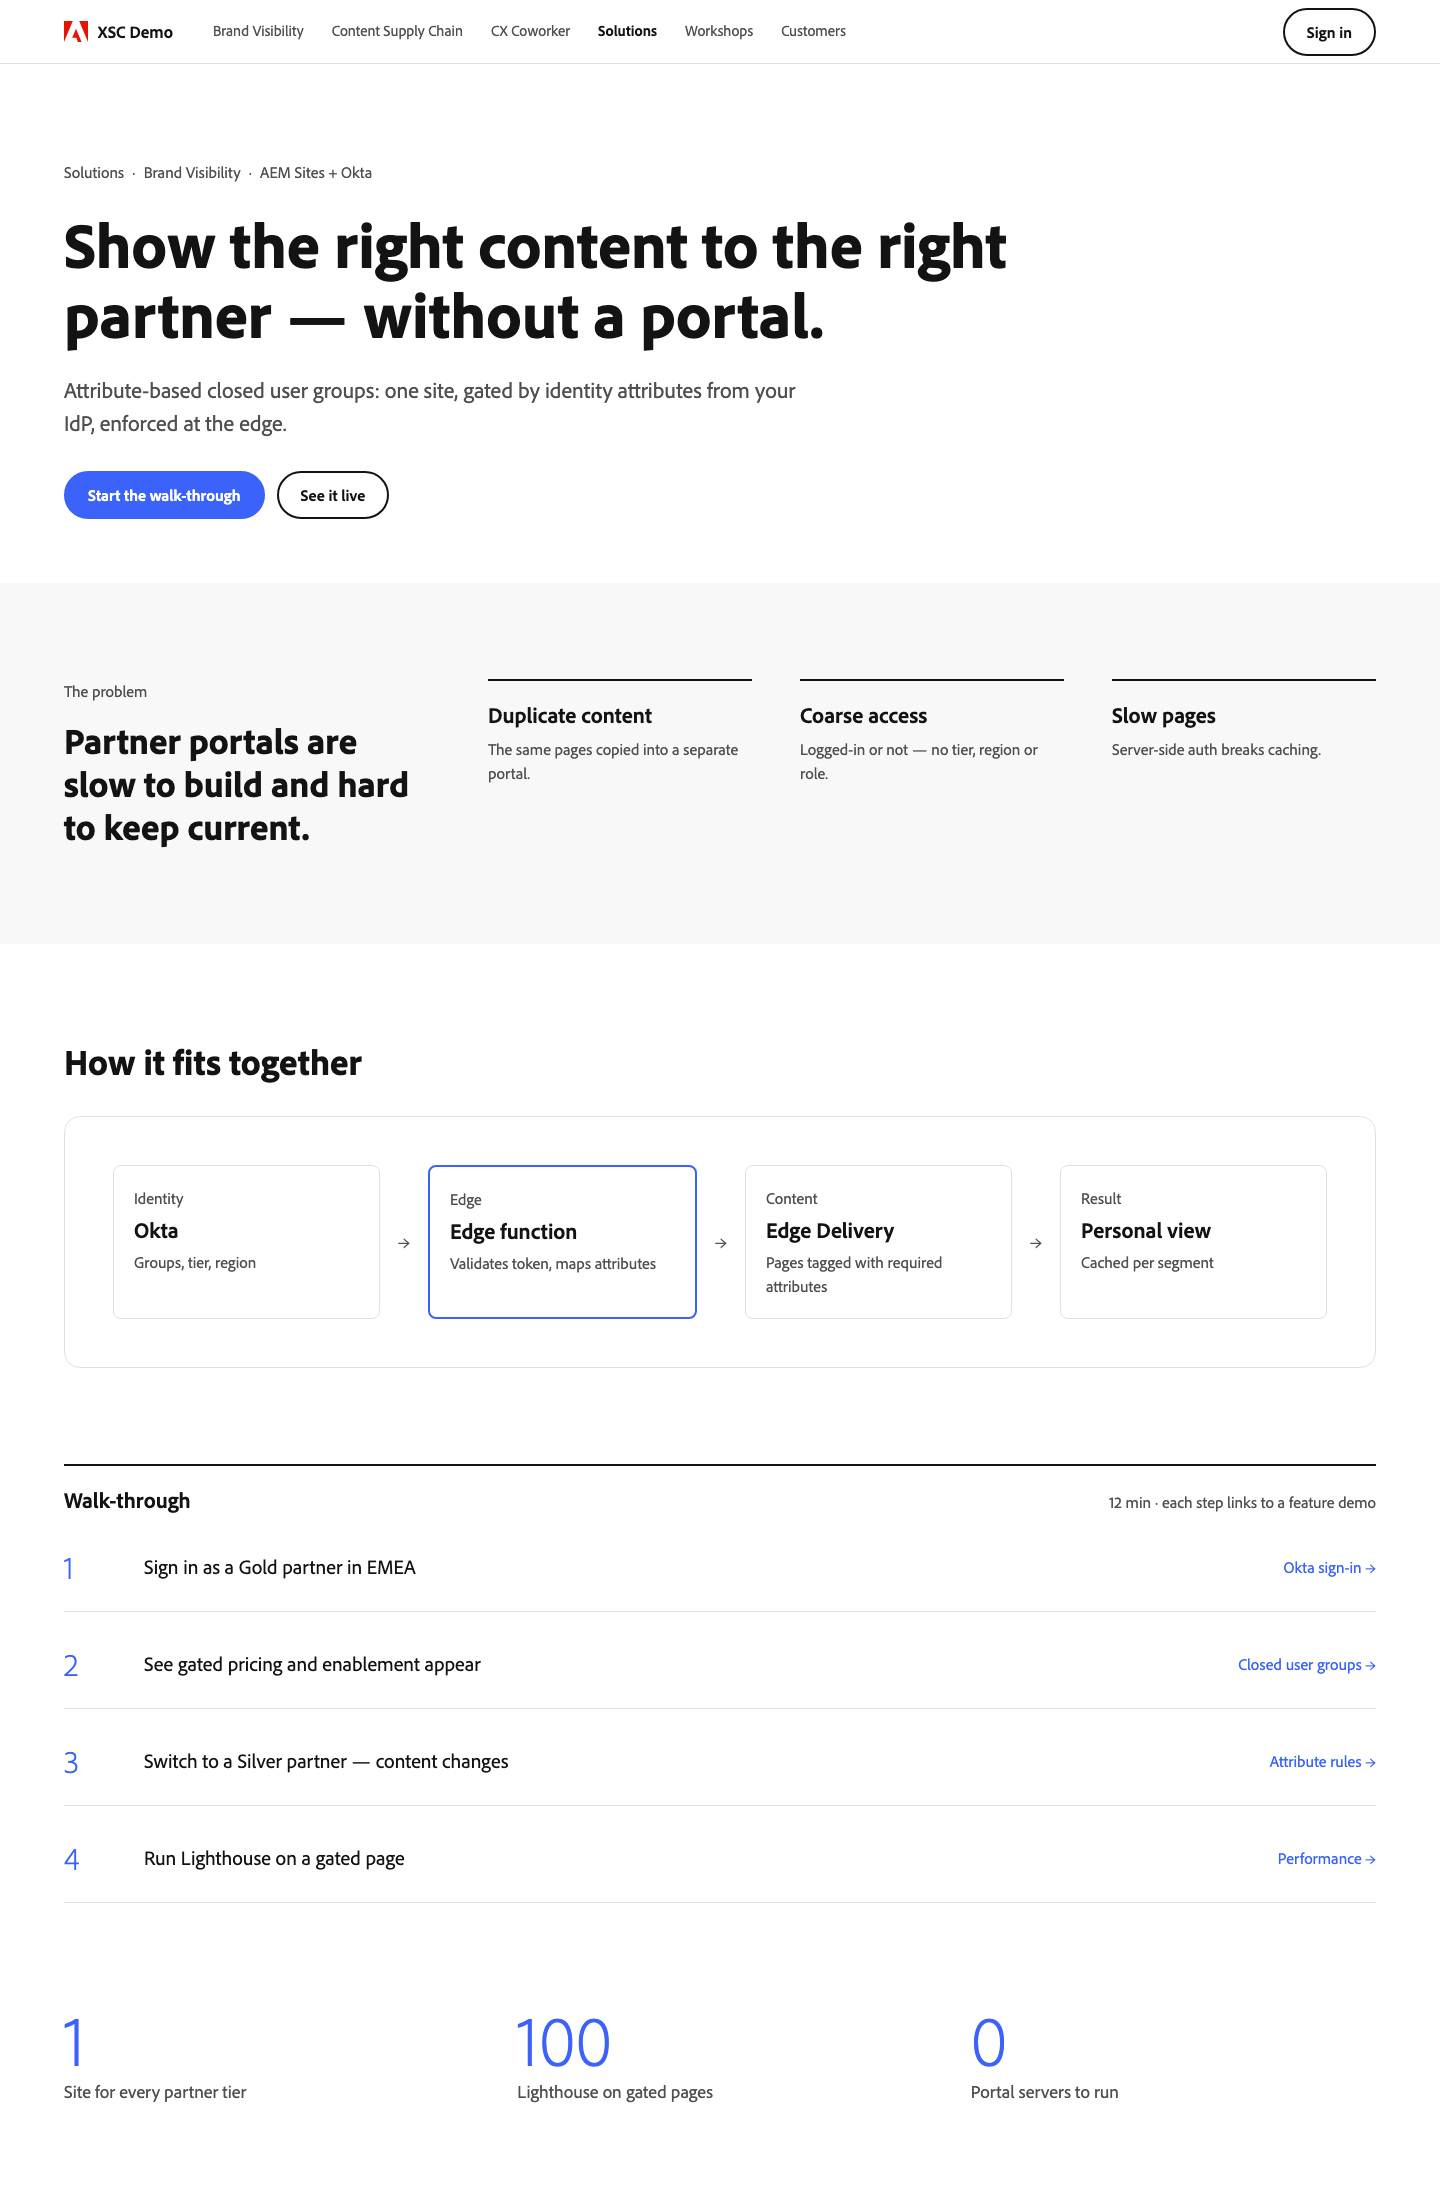 XSC Demo
Brand Visibility
Content Supply Chain
CX Coworker
Solutions
Workshops
Customers
Sign in
Solutions · Brand Visibility · AEM Sites + Okta
Show the right content to the right
partner — without a portal.
Attribute-based closed user groups: one site, gated by identity attributes from your
IdP, enforced at the edge.
Start the walk-through
See it live
The problem
Partner portals are
slow to build and hard
to keep current.
Duplicate content
The same pages copied into a separate
portal.
Coarse access
Logged-in or not — no tier, region or
role.
Slow pages
Server-side auth breaks caching.
How it fits together
Identity
Okta
Groups, tier, region
→
Edge
Edge function
Validates token, maps attributes
→
Content
Edge Delivery
Pages tagged with required
attributes
→
Result
Personal view
Cached per segment
Walk-through
12 min · each step links to a feature demo
1
Sign in as a Gold partner in EMEA
Okta sign-in →
2
See gated pricing and enablement appear
Closed user groups →
3
Switch to a Silver partner — content changes
Attribute rules →
4
Run Lighthouse on a gated page
Performance →
1
Site for every partner tier
100
Lighthouse on gated pages
0
Portal servers to run